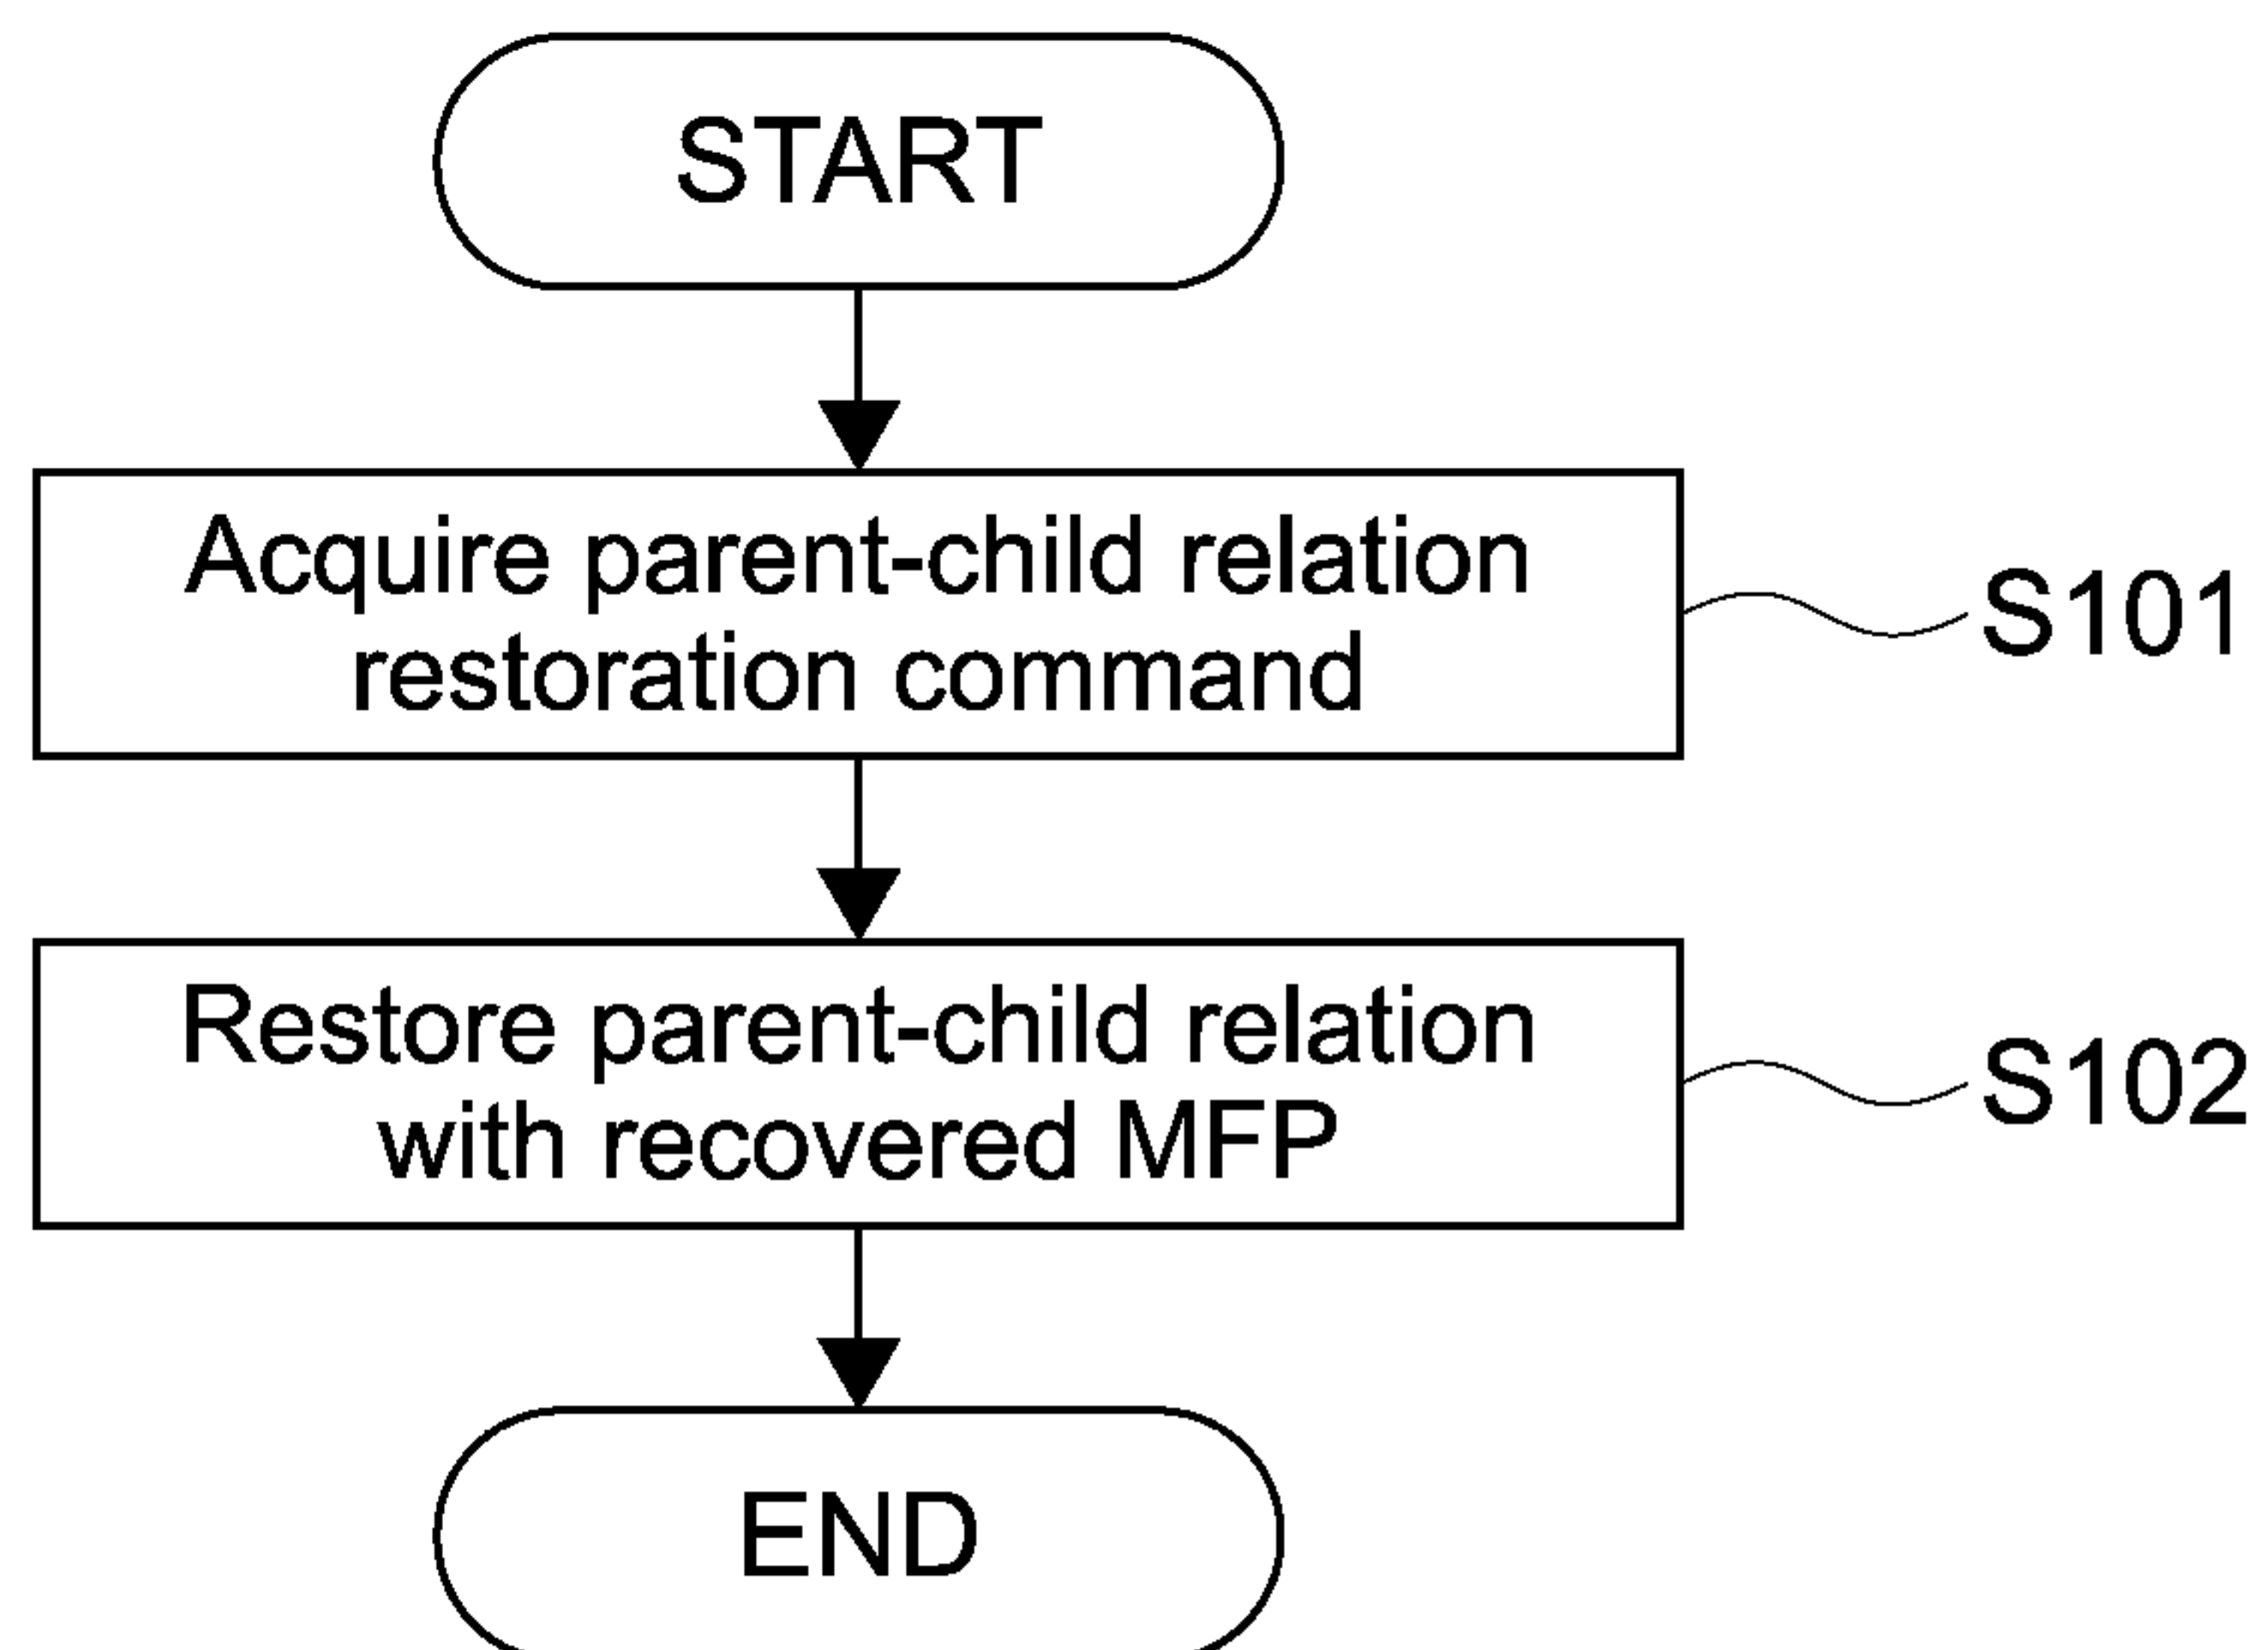 START
Acquire parent-child relation
restoration command
S101
Restore parent-child relation
with recovered MFP
S102
END